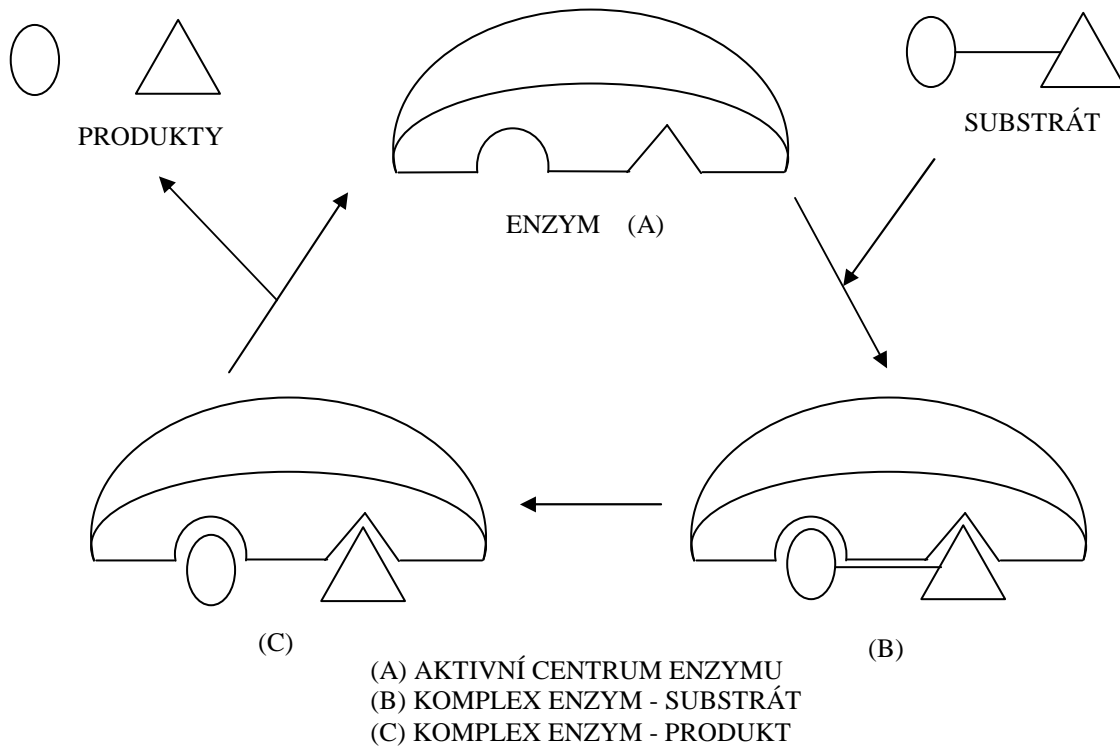 PRODUKTY
SUBSTRÁT
ENZYM (A)
(C)
(B)
(A) AKTIVNÍ CENTRUM ENZYMU
(B) KOMPLEX ENZYM - SUBSTRÁT
(C) KOMPLEX ENZYM - PRODUKT